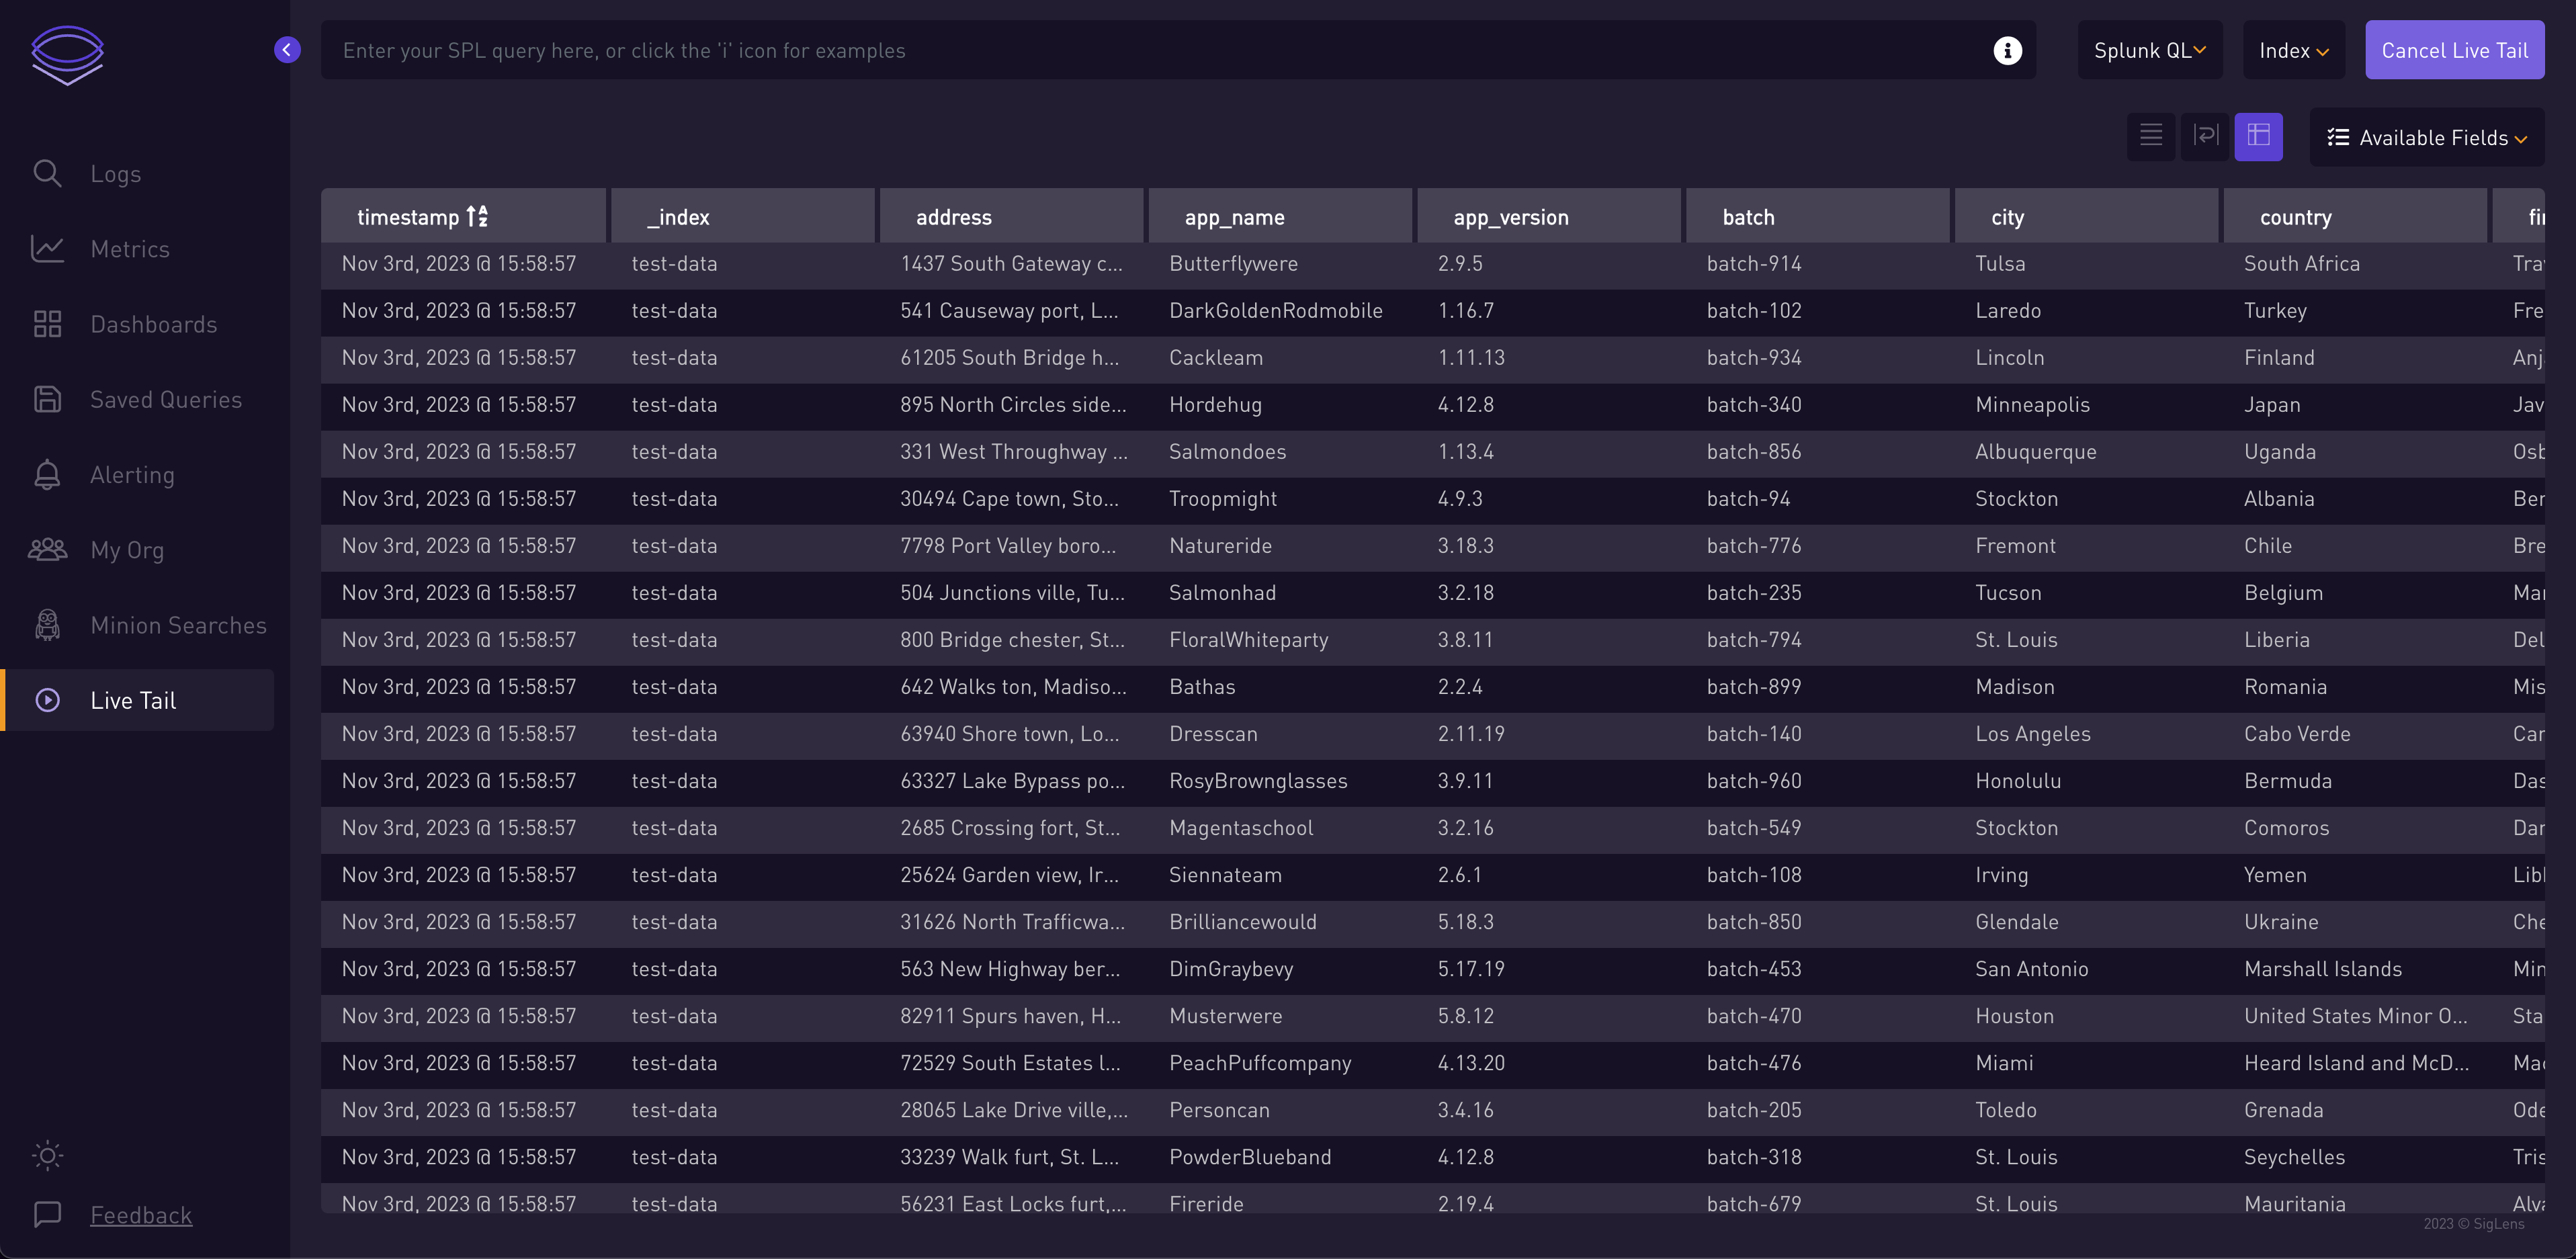 Enter your SPL query here, or click the 'i' icon for examples
Splunk QL
Index
Cancel Live Tail
Logs
Metrics
Dashboards
Saved Queries
Alerting
My Org
Minion Searches
Live Tail
Feedback
Available Fields
timestamp _index address app_name app_version batch city country fir
Nov 3rd, 2023 @ 15:58:57 test-data 1437 South Gateway c... Butterflywere 2.9.5 batch-914 Tulsa South Africa Tra
Nov 3rd, 2023 @ 15:58:57 test-data 541 Causeway port, L... DarkGoldenRodmobile 1.16.7 batch-102 Laredo Turkey Fre
Nov 3rd, 2023 @ 15:58:57 test-data 61205 South Bridge h... Cackleam 1.11.13 batch-934 Lincoln Finland Anj
Nov 3rd, 2023 @ 15:58:57 test-data 895 North Circles side... Hordehug 4.12.8 batch-340 Minneapolis Japan Jav
Nov 3rd, 2023 @ 15:58:57 test-data 331 West Throughway ... Salmondoes 1.13.4 batch-856 Albuquerque Uganda Osb
Nov 3rd, 2023 @ 15:58:57 test-data 30494 Cape town, Sto... Troopmight 4.9.3 batch-94 Stockton Albania Ber
Nov 3rd, 2023 @ 15:58:57 test-data 7798 Port Valley boro... Natureride 3.18.3 batch-776 Fremont Chile Bre
Nov 3rd, 2023 @ 15:58:57 test-data 504 Junctions ville, Tu... Salmonhad 3.2.18 batch-235 Tucson Belgium Mar
Nov 3rd, 2023 @ 15:58:57 test-data 800 Bridge chester, St... FloralWhiteparty 3.8.11 batch-794 St. Louis Liberia Del
Nov 3rd, 2023 @ 15:58:57 test-data 642 Walks ton, Madiso... Bathas 2.2.4 batch-899 Madison Romania Mis
Nov 3rd, 2023 @ 15:58:57 test-data 63940 Shore town, Lo... Dresscan 2.11.19 batch-140 Los Angeles Cabo Verde Car
Nov 3rd, 2023 @ 15:58:57 test-data 63327 Lake Bypass po... RosyBrownglasses 3.9.11 batch-960 Honolulu Bermuda Das
Nov 3rd, 2023 @ 15:58:57 test-data 2685 Crossing fort, St... Magentaschool 3.2.16 batch-549 Stockton Comoros Dar
Nov 3rd, 2023 @ 15:58:57 test-data 25624 Garden view, Ir... Siennateam 2.6.1 batch-108 Irving Yemen Lib
Nov 3rd, 2023 @ 15:58:57 test-data 31626 North Trafficwa... Brilliancewould 5.18.3 batch-850 Glendale Ukraine Che
Nov 3rd, 2023 @ 15:58:57 test-data 563 New Highway ber... DimGraybevy 5.17.19 batch-453 San Antonio Marshall Islands Min
Nov 3rd, 2023 @ 15:58:57 test-data 82911 Spurs haven, H... Musterwere 5.8.12 batch-470 Houston United States Minor O... Sta
Nov 3rd, 2023 @ 15:58:57 test-data 72529 South Estates l... PeachPuffcompany 4.13.20 batch-476 Miami Heard Island and McD... Mac
Nov 3rd, 2023 @ 15:58:57 test-data 28065 Lake Drive ville,... Personcan 3.4.16 batch-205 Toledo Grenada Ode
Nov 3rd, 2023 @ 15:58:57 test-data 33239 Walk furt, St. L... PowderBlueband 4.12.8 batch-318 St. Louis Seychelles Tris
Nov 3rd, 2023 @ 15:58:57 test-data 56231 East Locks furt,... Fireride 2.19.4 batch-679 St. Louis Mauritania Alva
2023 © SigLens